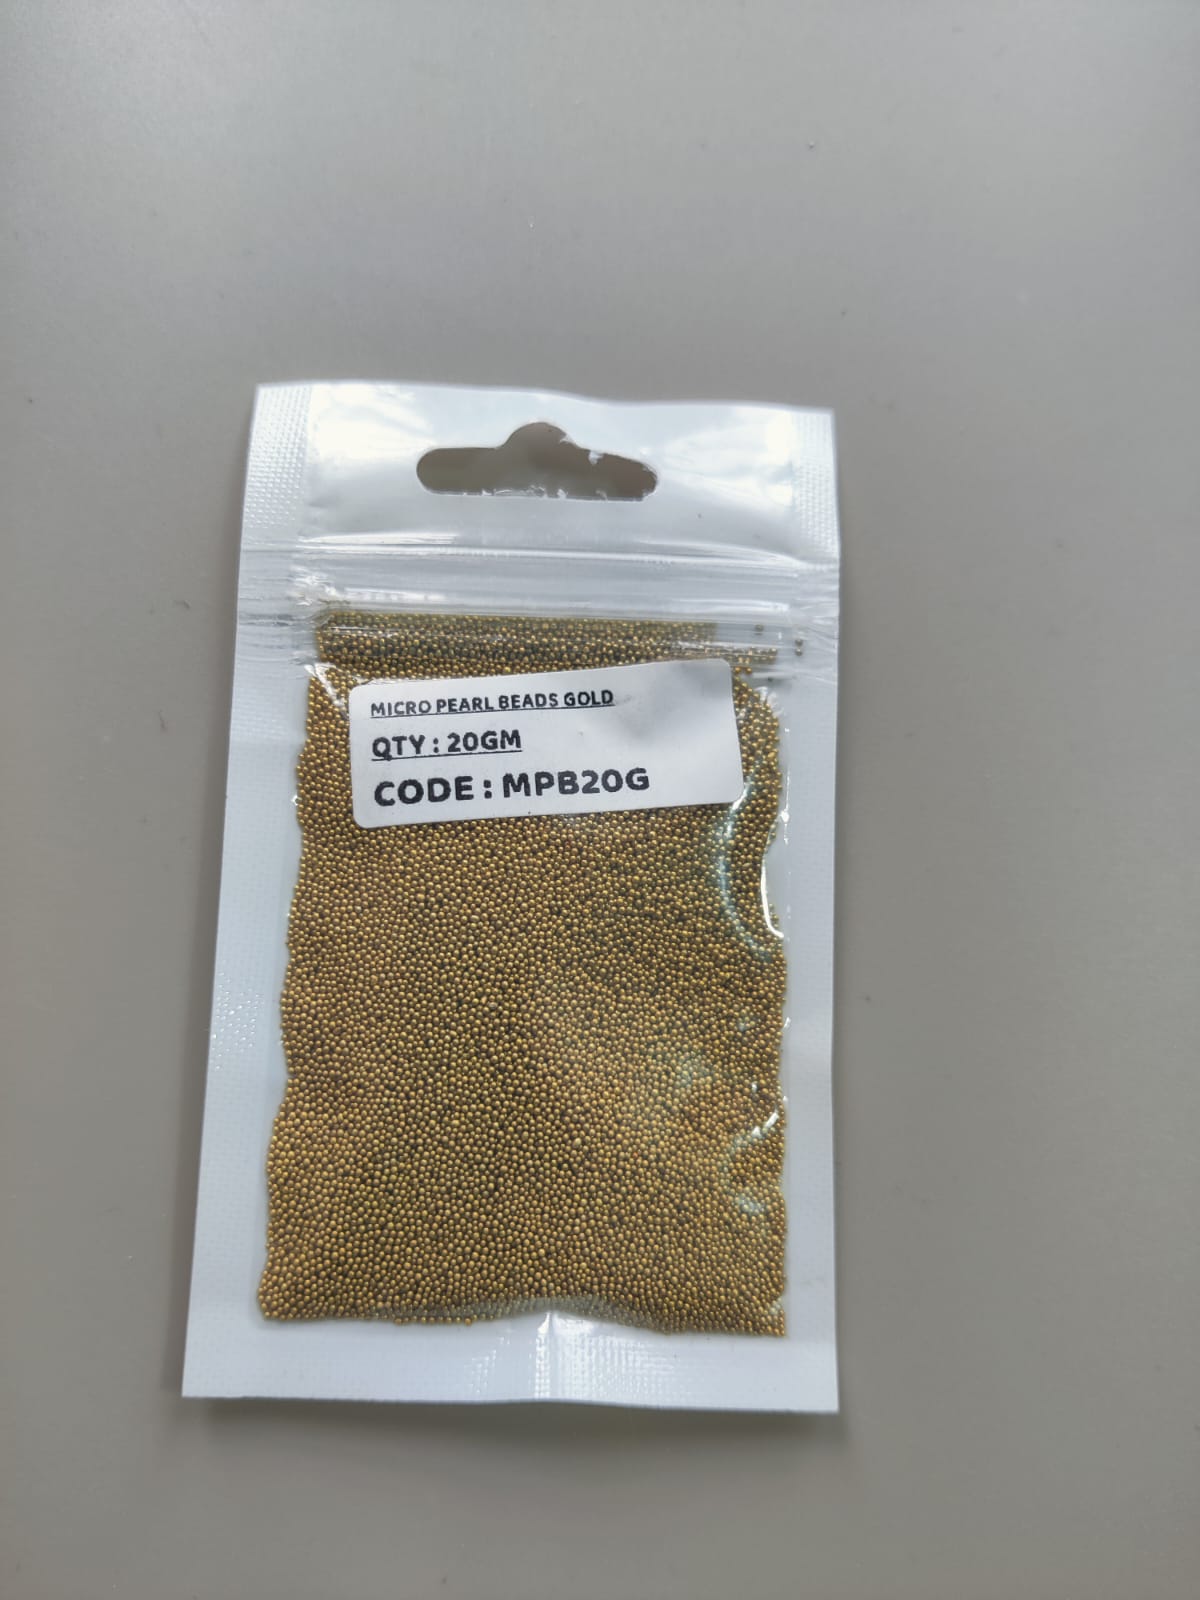 MICRO PEARL BEADS GOLD
QTY : 20GM
CODE : MPB20G